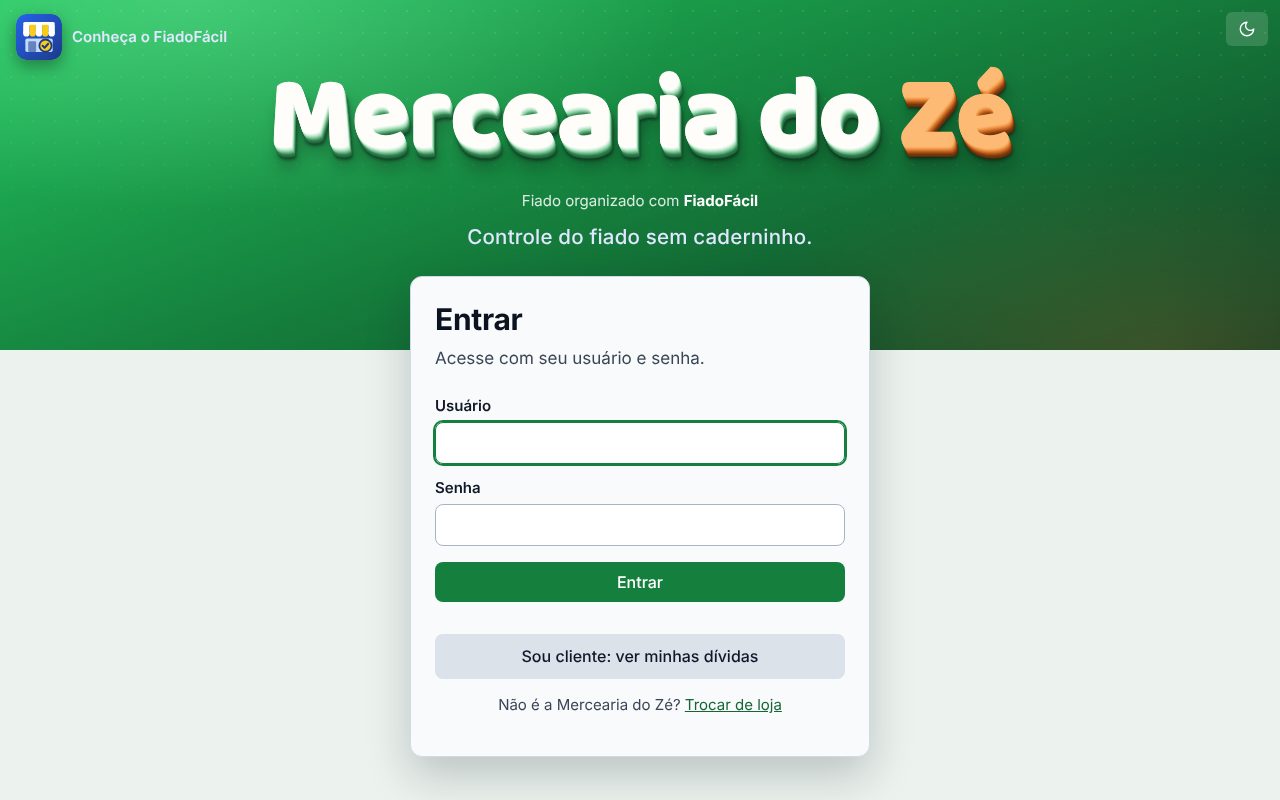 Conheça o FiadoFácil
Mercearia do Zé
Fiado organizado com FiadoFácil
Controle do fiado sem caderninho.
Entrar
Acesse com seu usuário e senha.
Usuário
Senha
Entrar
Sou cliente: ver minhas dívidas
Não é a Mercearia do Zé? Trocar de loja